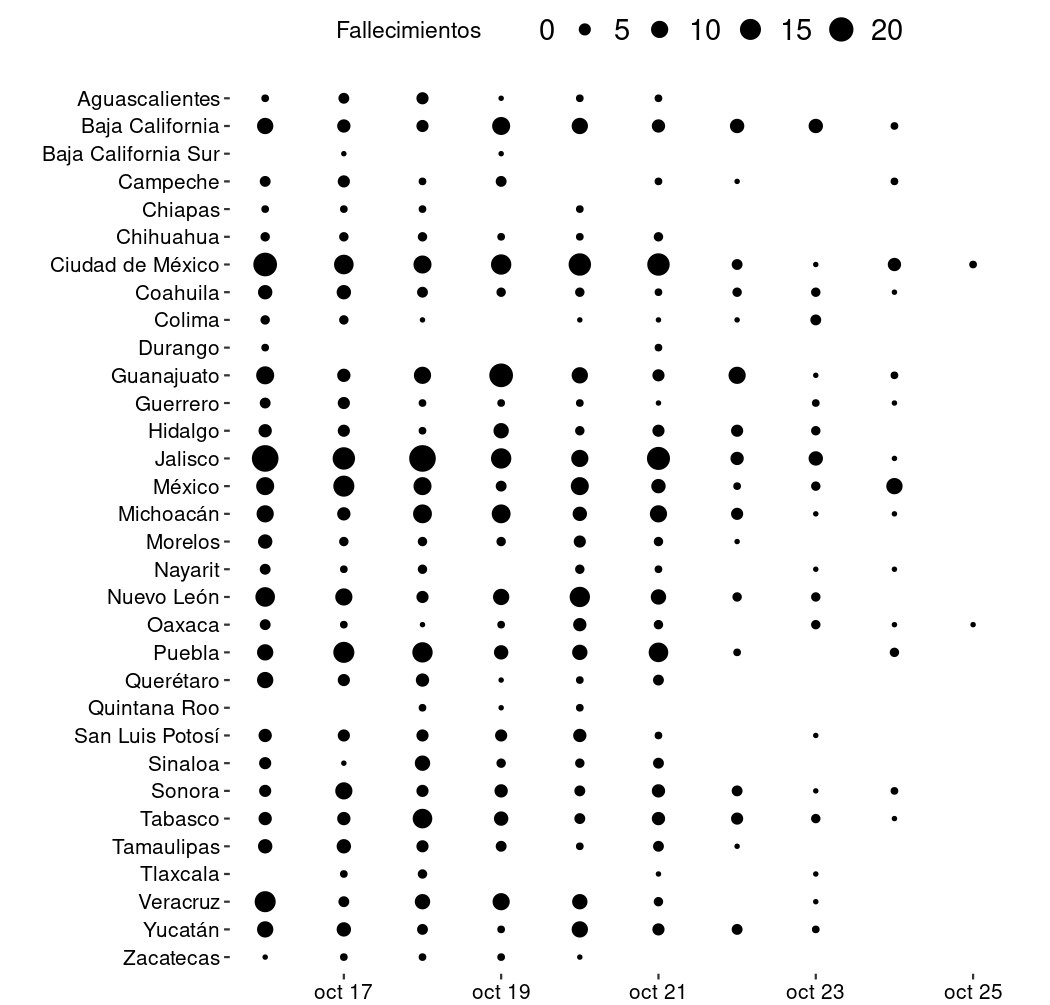 Fallecimientos 0 5 10 15 20
Aguascalientes
Baja California
Baja California Sur
Campeche
Chiapas
Chihuahua
Ciudad de México
Coahuila
Colima
Durango
Guanajuato
Guerrero
Hidalgo
Jalisco
México
Michoacán
Morelos
Nayarit
Nuevo León
Oaxaca
Puebla
Querétaro
Quintana Roo
San Luis Potosí
Sinaloa
Sonora
Tabasco
Tamaulipas
Tlaxcala
Veracruz
Yucatán
Zacatecas
oct 17 oct 19 oct 21 oct 23 oct 25